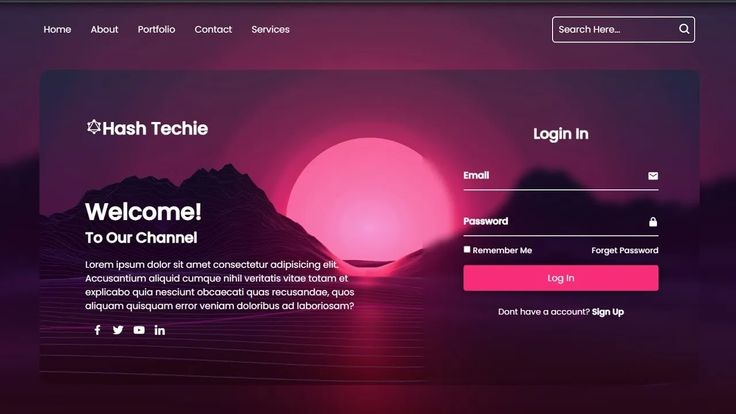 Home About Portfolio Contact Services
Search Here...
Hash Techie
Welcome!
To Our Channel
Lorem ipsum dolor sit amet consectetur adipisicing elit.
Accusantium aliquid cumque nihil veritatis vitae totam et
explicabo quia nesciunt obcaecati quas recusandae, quos
aliquam quisquam error veniam doloribus ad laboriosam?
Login In
Email
Password
Remember Me Forget Password
Log In
Dont have a account? Sign Up